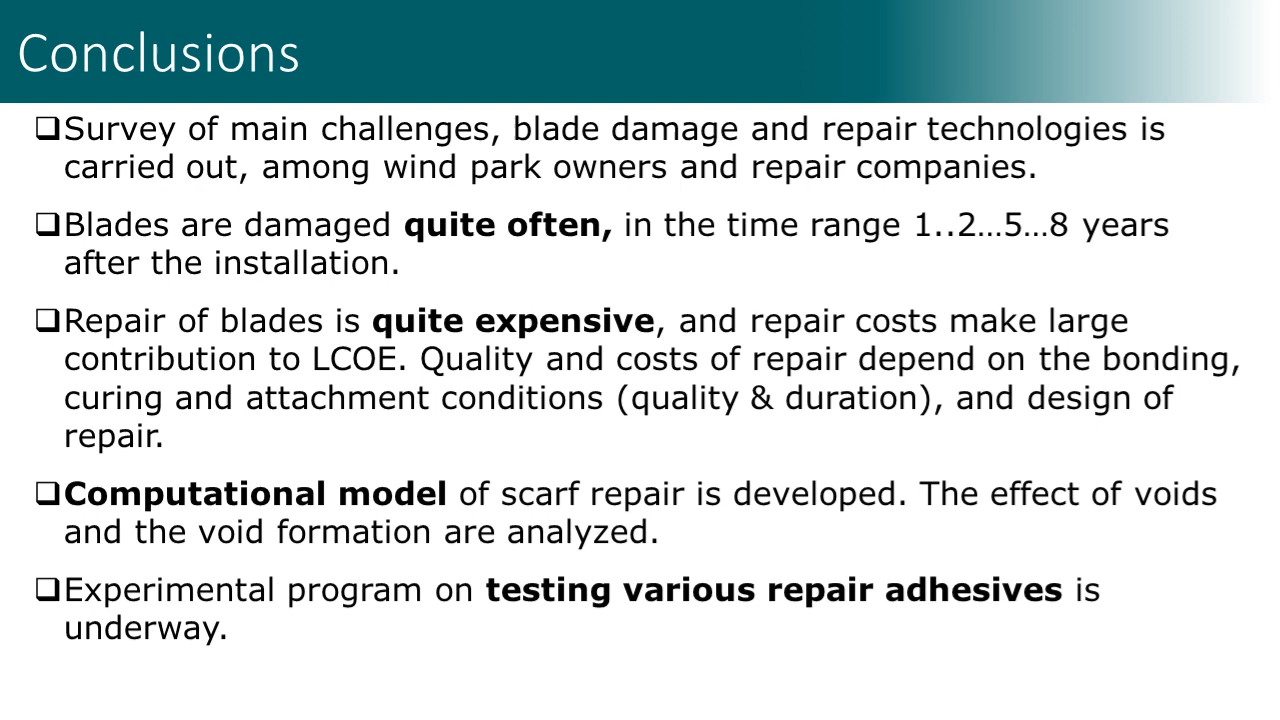 Conclusions
❑Survey of main challenges, blade damage and repair technologies is
carried out, among wind park owners and repair companies.
❑Blades are damaged quite often, in the time range 1..2…5…8 years
after the installation.
❑Repair of blades is quite expensive, and repair costs make large
contribution to LCOE. Quality and costs of repair depend on the bonding,
curing and attachment conditions (quality & duration), and design of
repair.
❑Computational model of scarf repair is developed. The effect of voids
and the void formation are analyzed.
❑Experimental program on testing various repair adhesives is
underway.